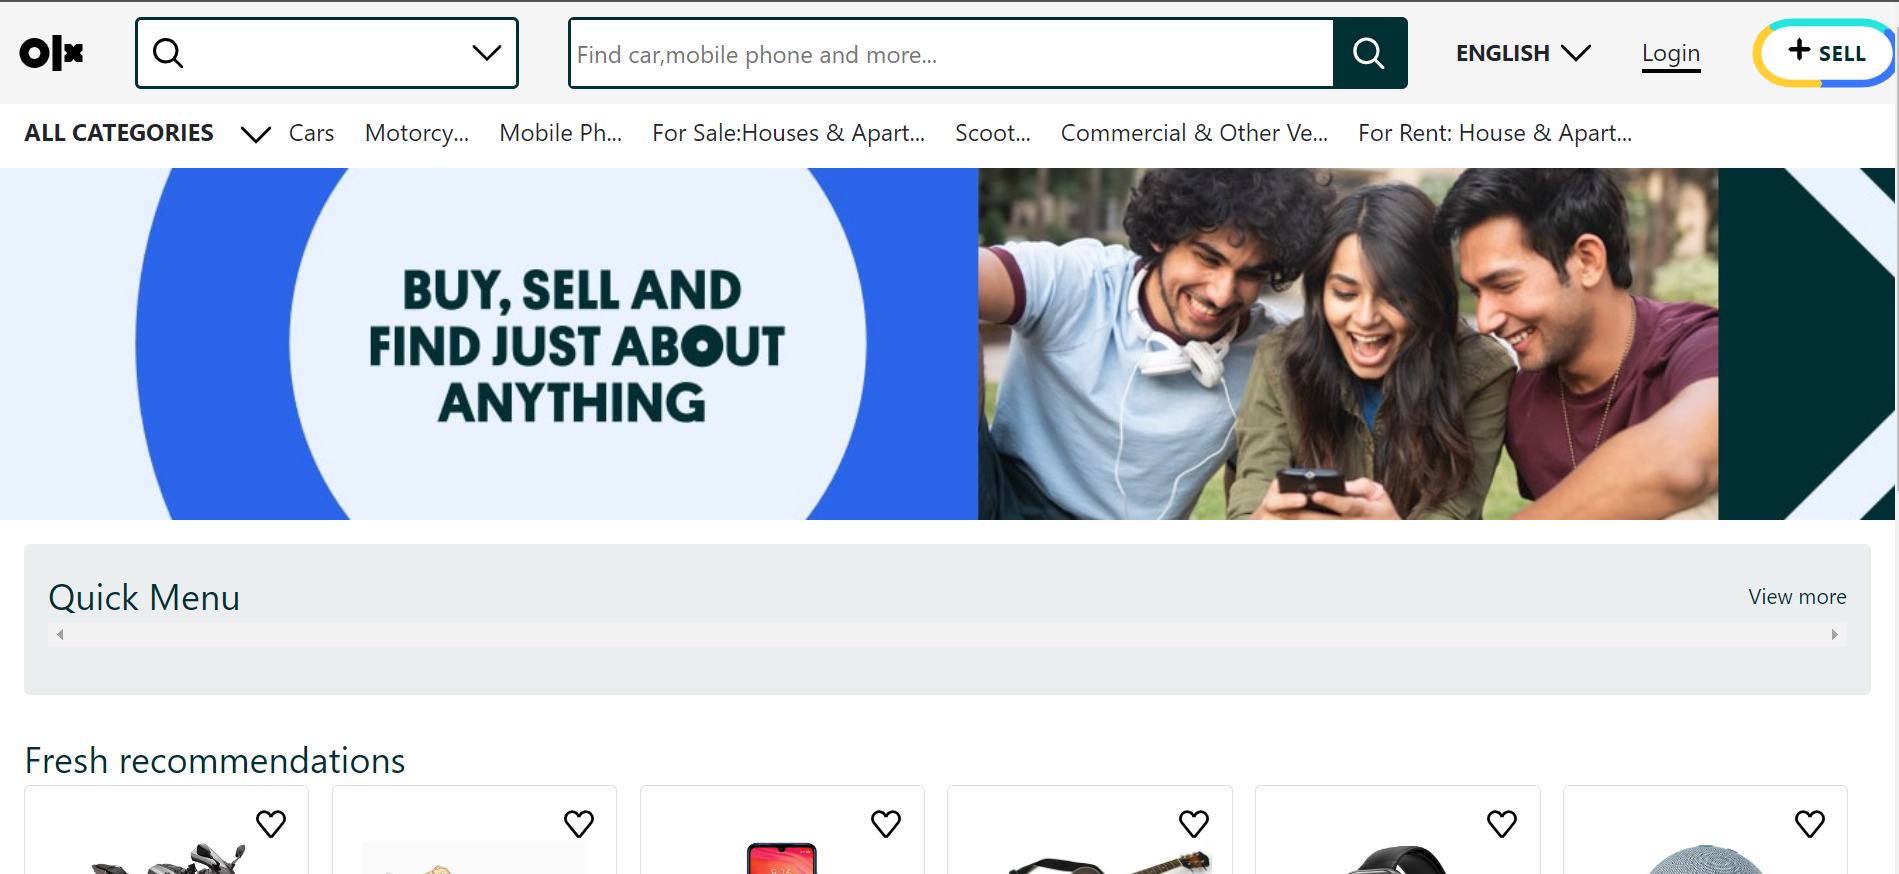 olx
Find car,mobile phone and more...
ENGLISH
Login
+ SELL
ALL CATEGORIES
Cars
Motorcy...
Mobile Ph...
For Sale:Houses & Apart...
Scoot...
Commercial & Other Ve...
For Rent: House & Apart...
BUY, SELL AND
FIND JUST ABOUT
ANYTHING
Quick Menu
View more
Fresh recommendations